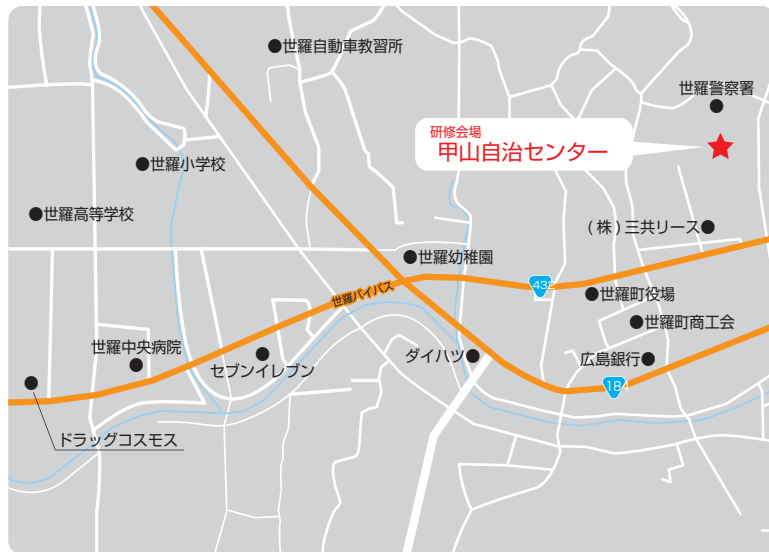 世羅自動車教習所
世羅警察署
研修会場
甲山自治センター
世羅小学校
世羅高等学校
(株)三共リース
世羅幼稚園
世羅バイパス
432
世羅町役場
世羅町商工会
世羅中央病院
セブンイレブン
ダイハツ
広島銀行
184
ドラッグコスモス